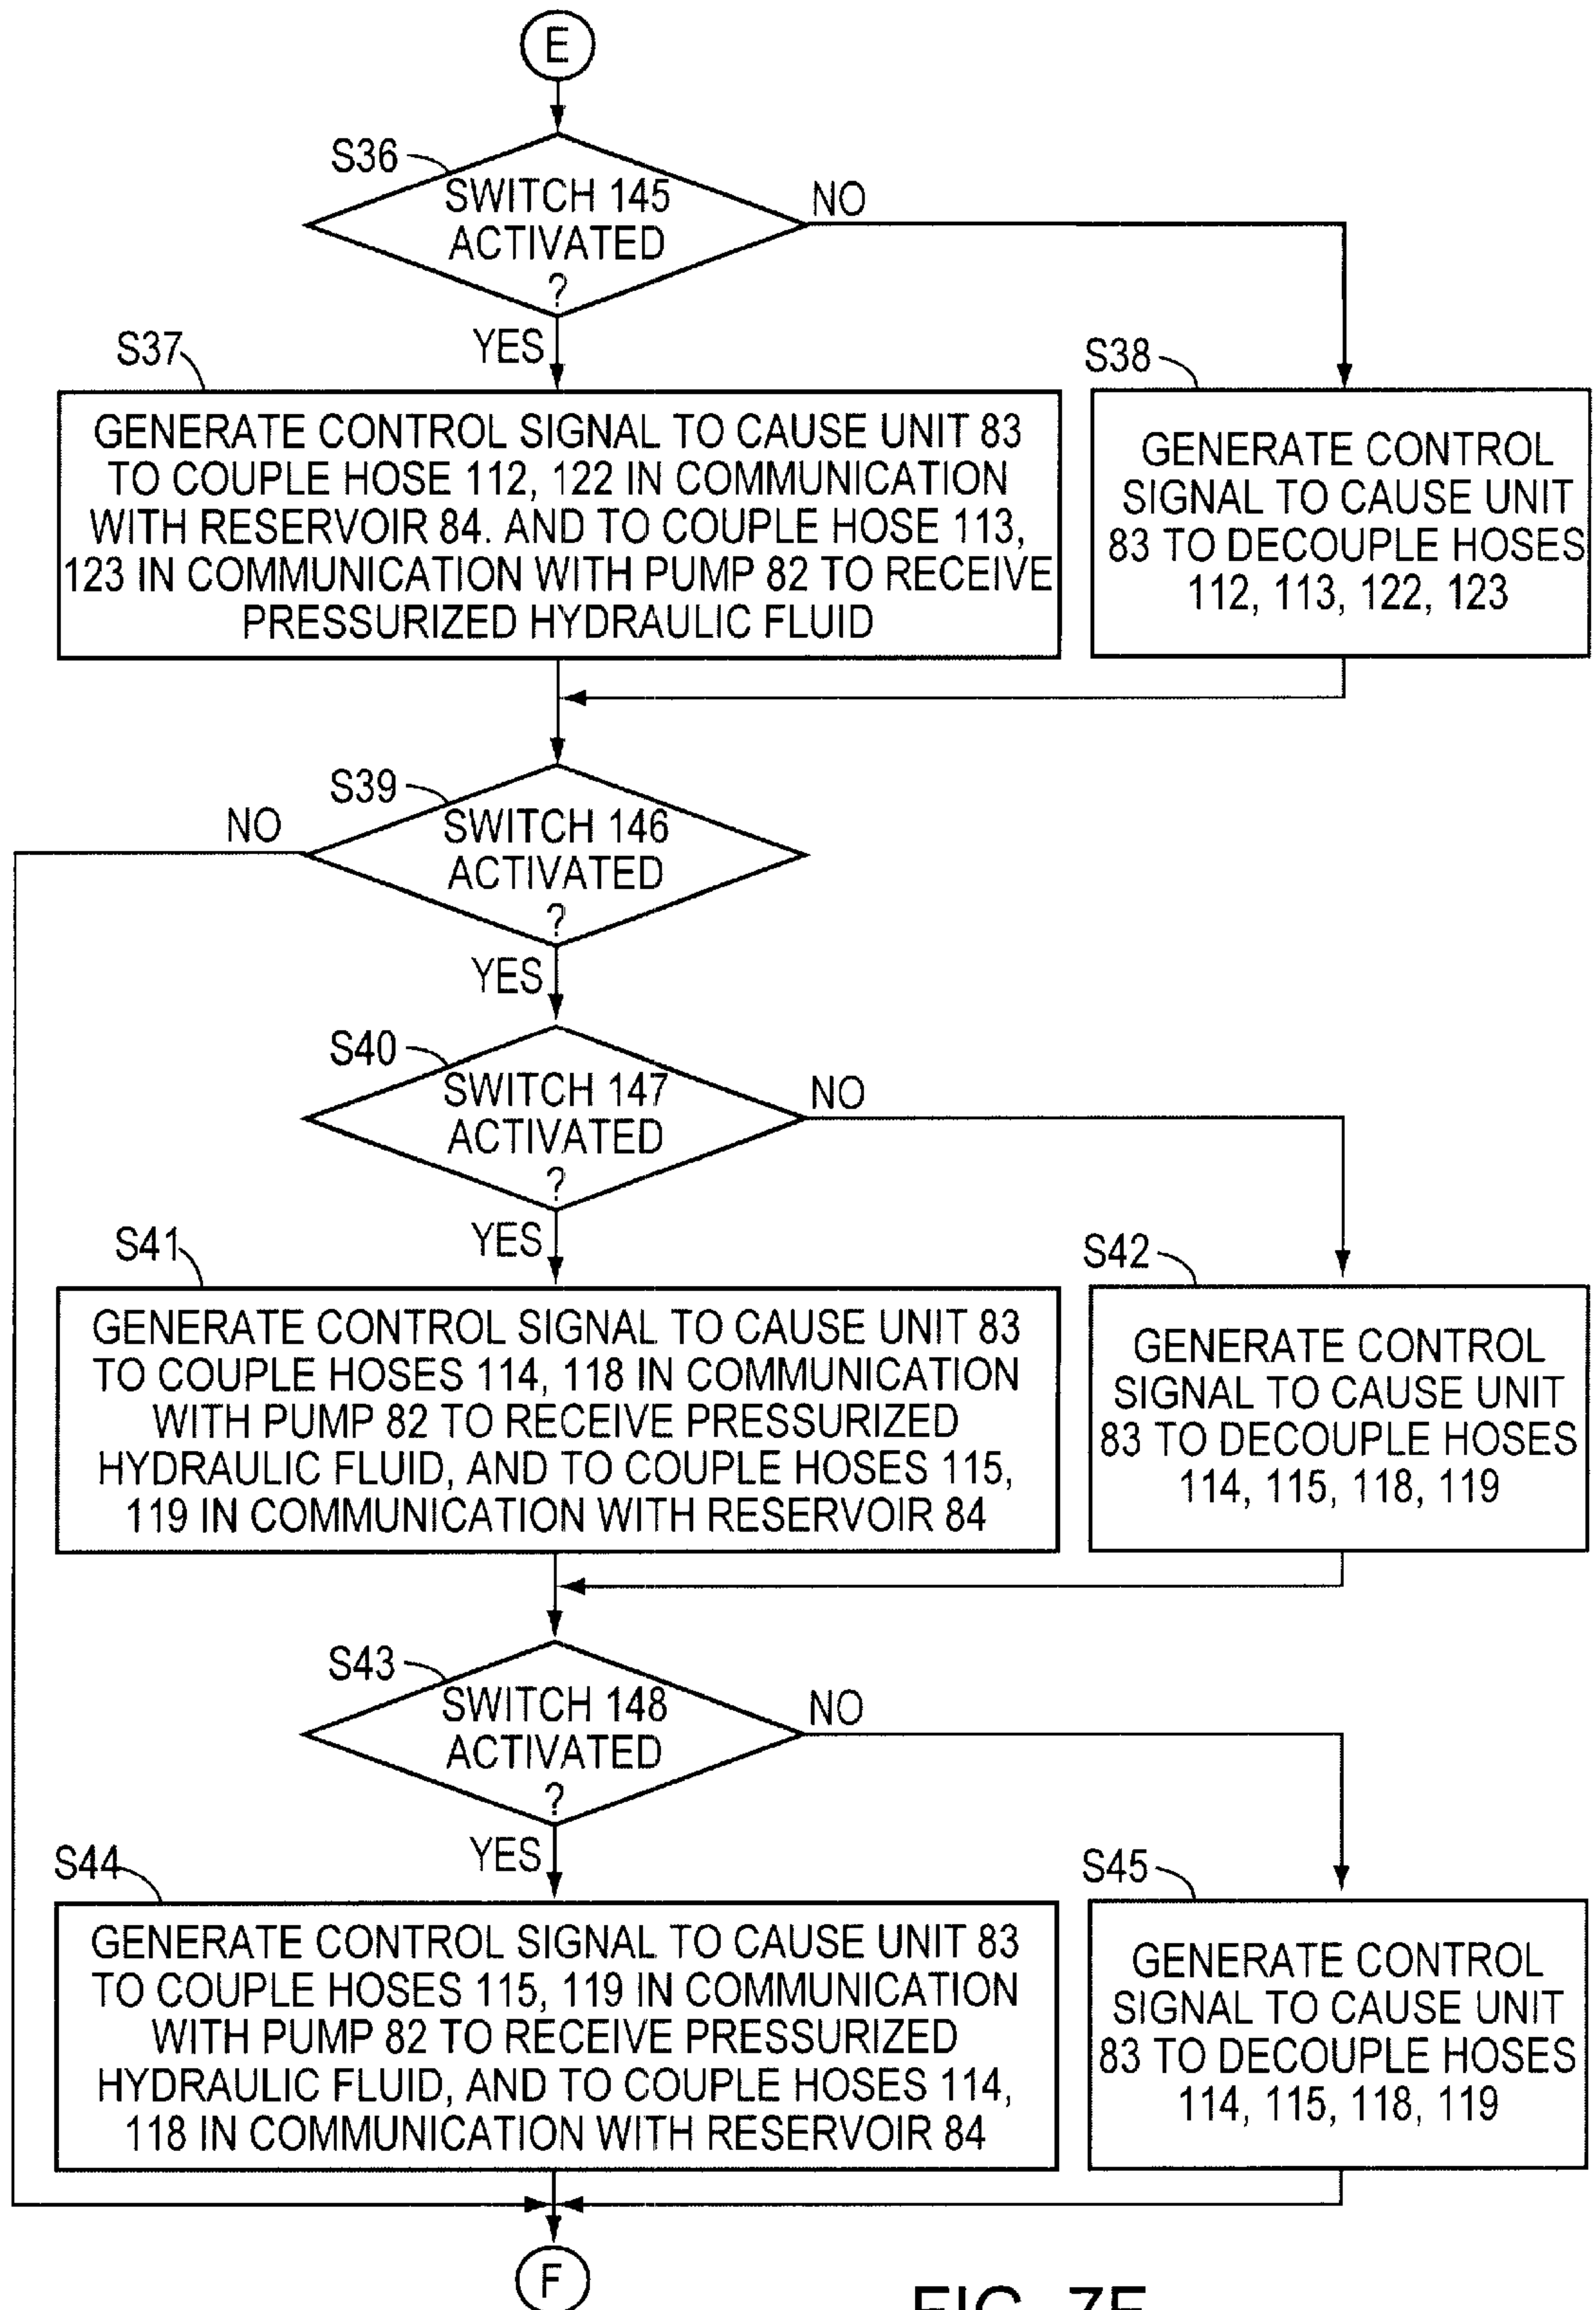 E
S36
SWITCH 145
ACTIVATED
?
NO
YES
S37
GENERATE CONTROL SIGNAL TO CAUSE UNIT 83
TO COUPLE HOSE 112, 122 IN COMMUNICATION
WITH RESERVOIR 84. AND TO COUPLE HOSE 113,
123 IN COMMUNICATION WITH PUMP 82 TO RECEIVE
PRESSURIZED HYDRAULIC FLUID
S38
GENERATE CONTROL
SIGNAL TO CAUSE UNIT
83 TO DECOUPLE HOSES
112, 113, 122, 123
S39
SWITCH 146
ACTIVATED
?
NO
YES
S40
SWITCH 147
ACTIVATED
?
NO
YES
S41
GENERATE CONTROL SIGNAL TO CAUSE UNIT 83
TO COUPLE HOSES 114, 118 IN COMMUNICATION
WITH PUMP 82 TO RECEIVE PRESSURIZED
HYDRAULIC FLUID, AND TO COUPLE HOSES 115,
119 IN COMMUNICATION WITH RESERVOIR 84
S42
GENERATE CONTROL
SIGNAL TO CAUSE UNIT
83 TO DECOUPLE HOSES
114, 115, 118, 119
S43
SWITCH 148
ACTIVATED
?
NO
YES
S44
GENERATE CONTROL SIGNAL TO CAUSE UNIT 83
TO COUPLE HOSES 115, 119 IN COMMUNICATION
WITH PUMP 82 TO RECEIVE PRESSURIZED
HYDRAULIC FLUID, AND TO COUPLE HOSES 114,
118 IN COMMUNICATION WITH RESERVOIR 84
S45
GENERATE CONTROL
SIGNAL TO CAUSE UNIT
83 TO DECOUPLE HOSES
114, 115, 118, 119
F
FIG.